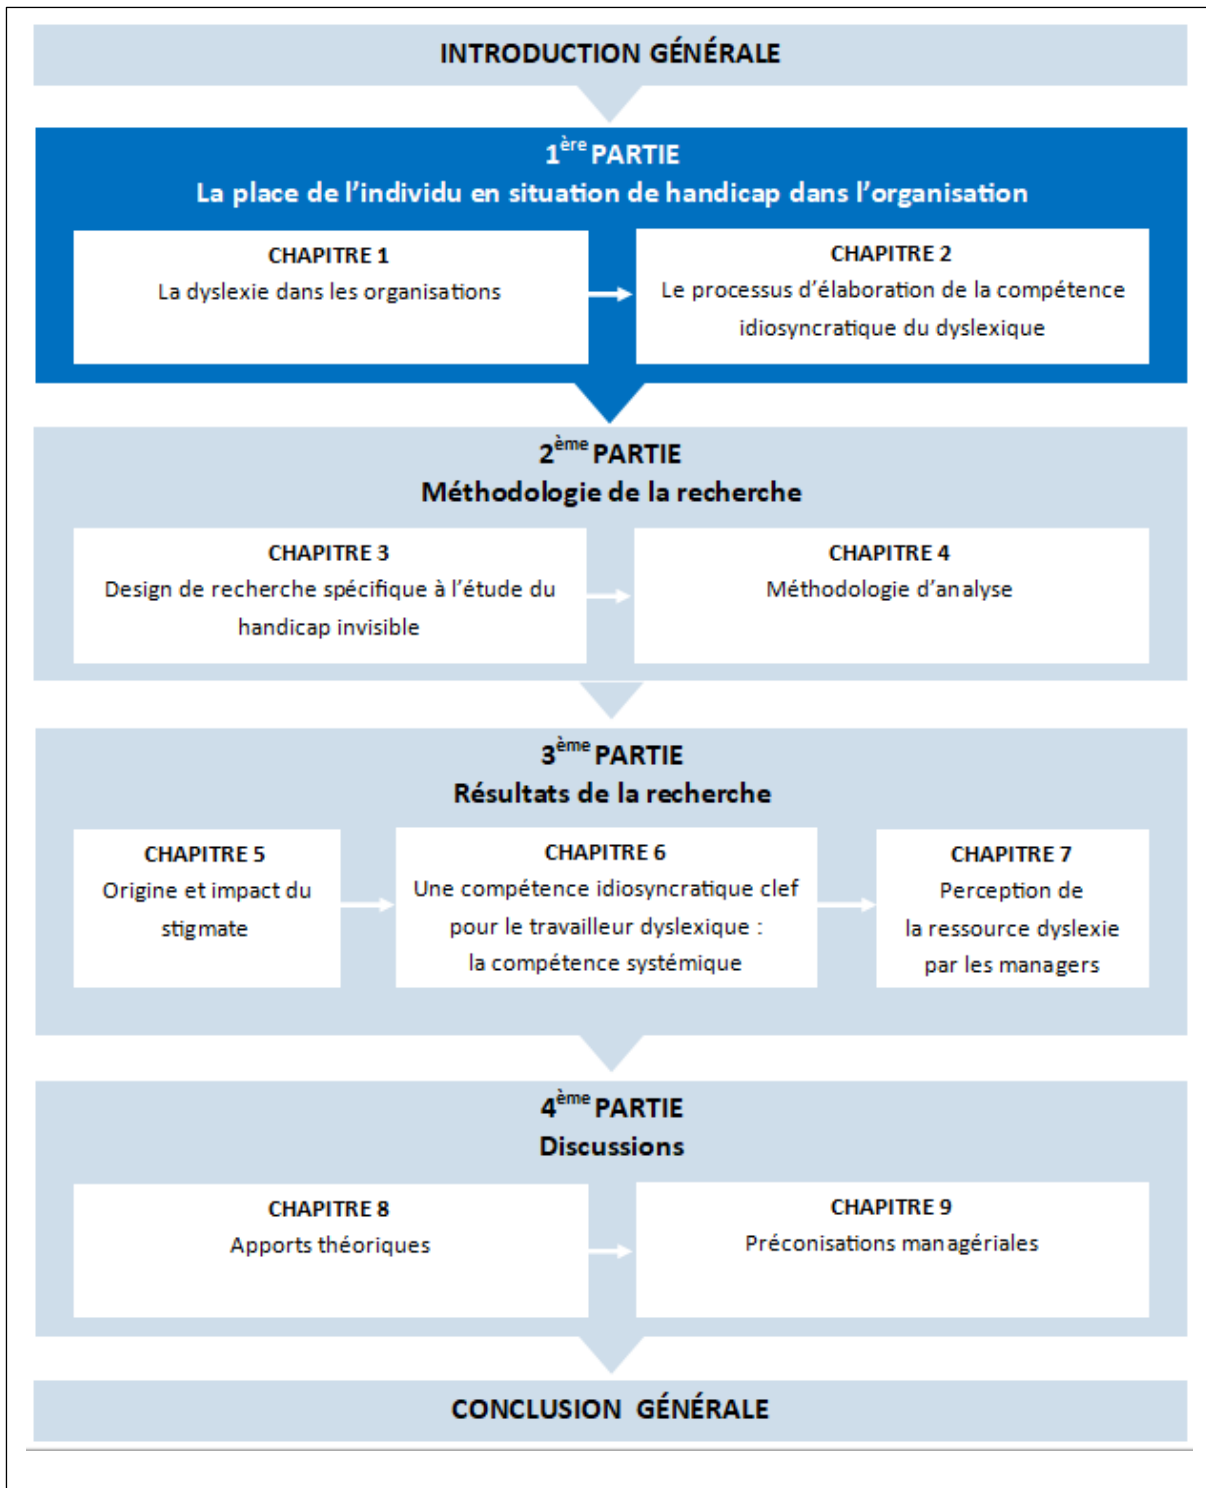 INTRODUCTION GÉNÉRALE
1ère PARTIE
La place de l’individu en situation de handicap dans l’organisation
CHAPITRE 1
La dyslexie dans les organisations
CHAPITRE 2
Le processus d’élaboration de la compétence
idiosyncratique du dyslexique
2ème PARTIE
Méthodologie de la recherche
CHAPITRE 3
Design de recherche spécifique à l’étude du
handicap invisible
CHAPITRE 4
Méthodologie d’analyse
3ème PARTIE
Résultats de la recherche
CHAPITRE 5
Origine et impact du
stigmate
CHAPITRE 6
Une compétence idiosyncratique clef
pour le travailleur dyslexique :
la compétence systémique
CHAPITRE 7
Perception de
la ressource dyslexie
par les managers
4ème PARTIE
Discussions
CHAPITRE 8
Apports théoriques
CHAPITRE 9
Préconisations managériales
CONCLUSION GÉNÉRALE